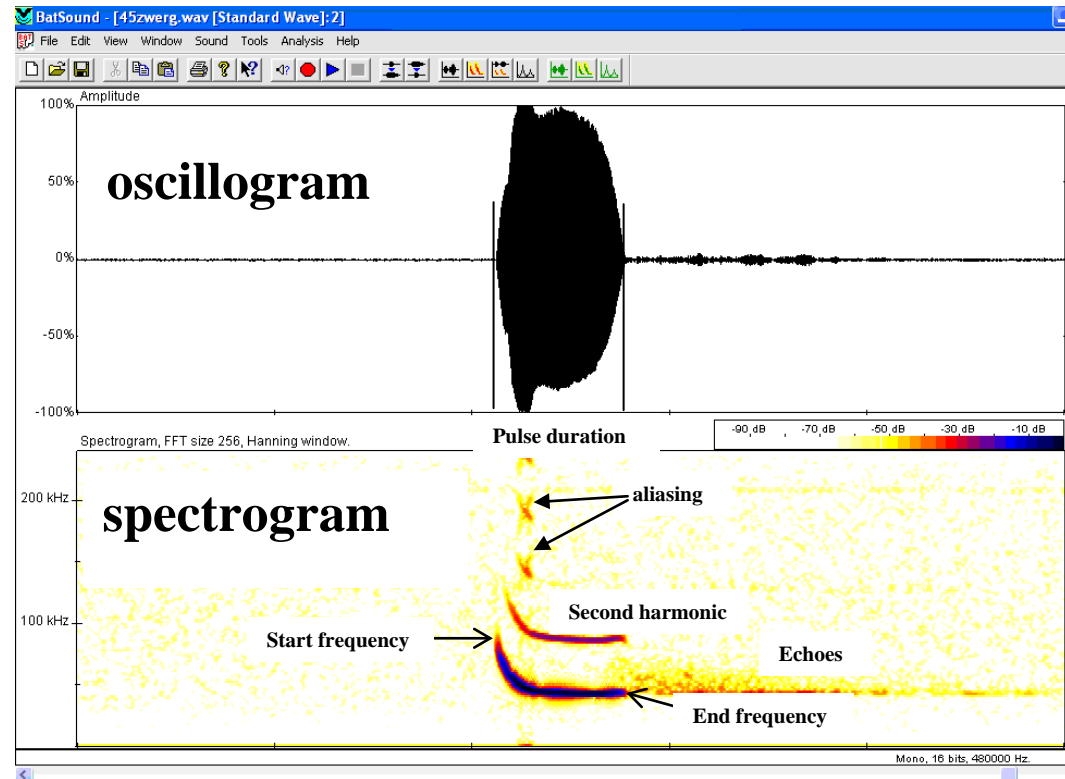 BatSound - [45zwerg.wav [Standard Wave]:2]
File Edit View Window Sound Tools Analysis Help
Amplitude
100%
oscillogram
50%
0%
-50%
-100%
Spectrogram, FFT size 256, Hanning window.
Pulse duration
-90 dB , -70 dB -50 dB -30 dB -10 dB
200 kHz
aliasing
spectrogram
100 kHz
Second harmonic
Start frequency
Echoes
End frequency
Mono, 16 bits, 480000 Hz.